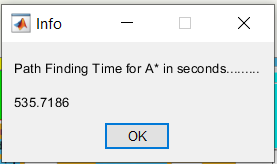 Info
Path Finding Time for A* in seconds.........
535.7186
OK